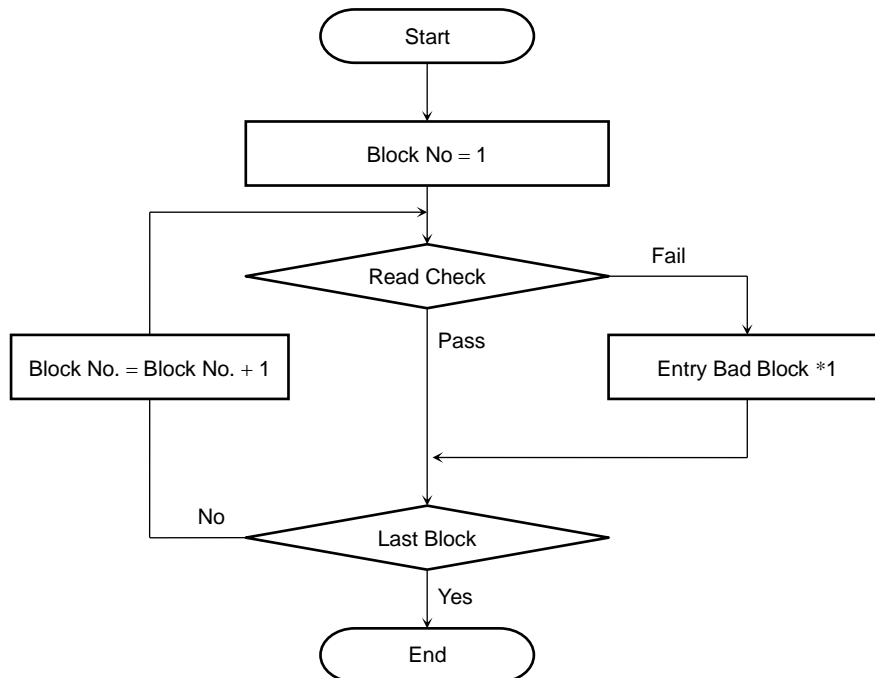 Start
Block No = 1
Read Check
Fail
Pass
Block No. = Block No. + 1
Entry Bad Block *1
No
Last Block
Yes
End